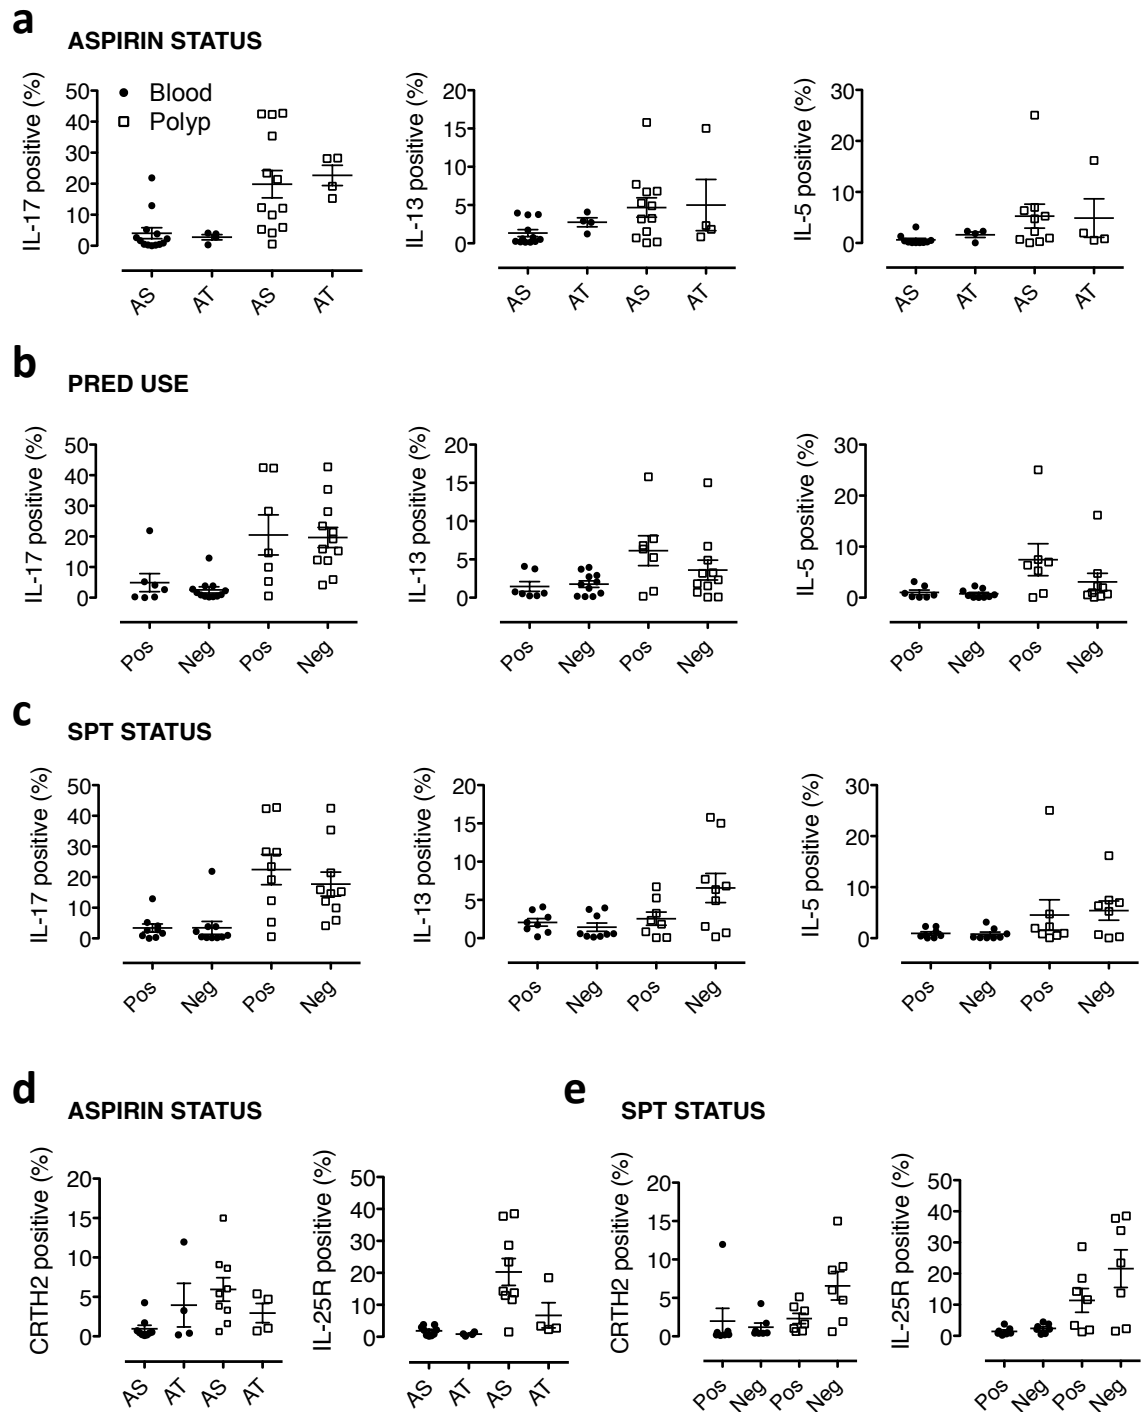 a
ASPIRIN STATUS
IL-17 positive (%)
50
40
30
20
10
0
Blood
Polyp
AS
AT
AS
AT
IL-13 positive (%)
20
15
10
5
0
AS
AT
AS
AT
IL-5 positive (%)
30
20
10
0
AS
AT
AS
AT
b
PRED USE
IL-17 positive (%)
50
40
30
20
10
0
Pos
Neg
Pos
Neg
IL-13 positive (%)
20
15
10
5
0
Pos
Neg
Pos
Neg
IL-5 positive (%)
30
20
10
0
Pos
Neg
Pos
Neg
c
SPT STATUS
IL-17 positive (%)
50
40
30
20
10
0
Pos
Neg
Pos
Neg
IL-13 positive (%)
20
15
10
5
0
Pos
Neg
Pos
Neg
IL-5 positive (%)
30
20
10
0
Pos
Neg
Pos
Neg
d
ASPIRIN STATUS
CRTH2 positive (%)
20
15
10
5
0
AS
AT
AS
AT
IL-25R positive (%)
50
40
30
20
10
0
AS
AT
AS
AT
e
SPT STATUS
CRTH2 positive (%)
20
15
10
5
0
Pos
Neg
Pos
Neg
IL-25R positive (%)
50
40
30
20
10
0
Pos
Neg
Pos
Neg